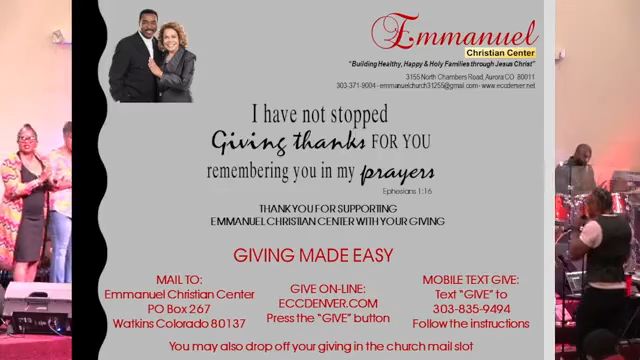 Emmanuel
Christian Center
"Building Healthy, Happy & Holy Families through Jesus Christ"
3155 North Chambers Road, Aurora CO 80011
303-371-9004 - emmanuelchurch31255@gmail.com - www.eccdenver.net
I have not stopped
Giving thanks FOR YOU
remembering you in my prayers
Ephesians 1:16
THANK YOU FOR SUPPORTING
EMMANUEL CHRISTIAN CENTER WITH YOUR GIVING
GIVING MADE EASY
MAIL TO:
Emmanuel Christian Center
PO Box 267
Watkins Colorado 80137
GIVE ON-LINE:
ECCDENVER.COM
Press the "GIVE" button
MOBILE TEXT GIVE:
Text "GIVE" to
303-835-9494
Follow the instructions
You may also drop off your giving in the church mail slot